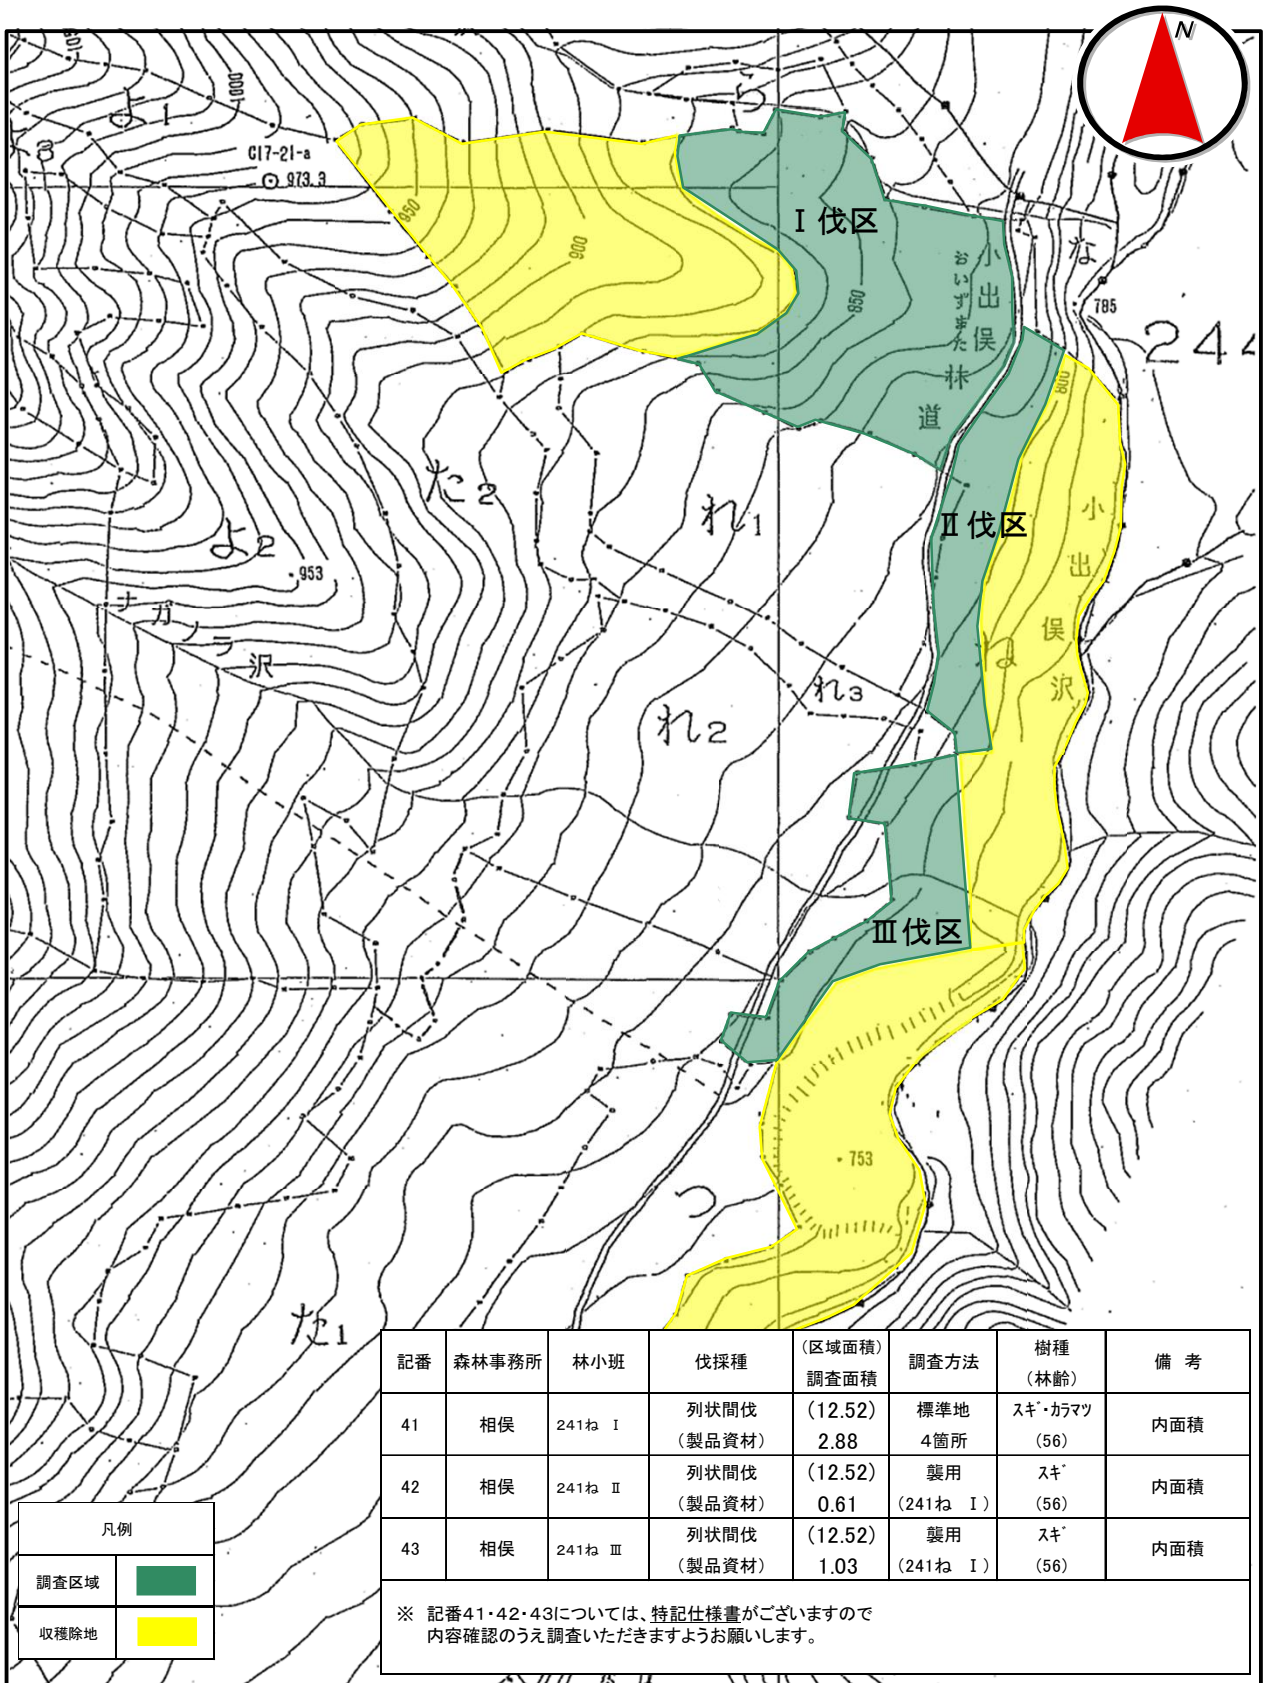 N
よ1
1000
ら
C17-21-a
973.3
950
900
850
Ⅰ伐区
小出俣林道
おいずまた
な
785
244
800
た2
れ1
Ⅱ伐区
小出俣沢
よ2
953
ナガノラ沢
ね
れ3
れ2
Ⅲ伐区
753
つ
た1
記番 森林事務所 林小班 伐採種 (区域面積) 調査面積 調査方法 樹種 (林齢) 備 考
41 相俣 241ね Ⅰ 列状間伐 (製品資材) (12.52) 2.88 標準地 4箇所 スギ・カラマツ (56) 内面積
42 相俣 241ね Ⅱ 列状間伐 (製品資材) (12.52) 0.61 襲用 (241ね Ⅰ) スギ (56) 内面積
43 相俣 241ね Ⅲ 列状間伐 (製品資材) (12.52) 1.03 襲用 (241ね Ⅰ) スギ (56) 内面積
※ 記番41・42・43については、特記仕様書がございますので
内容確認のうえ調査いただきますようお願いします。
凡例
調査区域
収穫除地